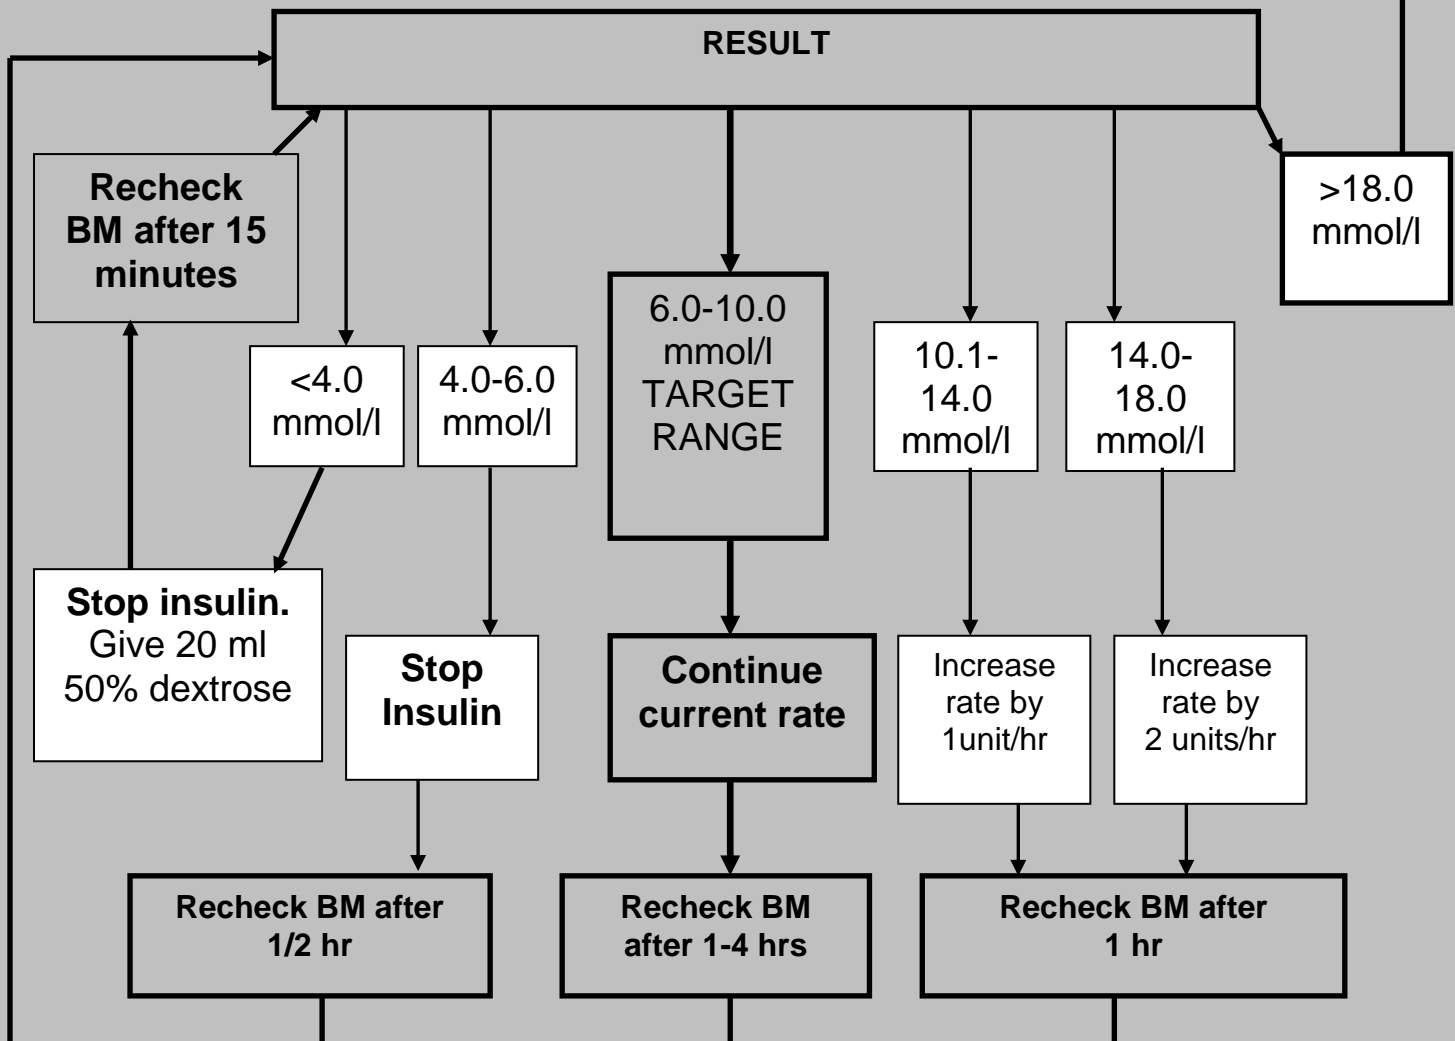 RESULT
Recheck
BM after 15
minutes
>18.0
mmol/l
<4.0
mmol/l
4.0-6.0
mmol/l
6.0-10.0
mmol/l
TARGET
RANGE
10.1-
14.0
mmol/l
14.0-
18.0
mmol/l
Stop insulin.
Give 20 ml
50% dextrose
Stop
Insulin
Continue
current rate
Increase
rate by
1unit/hr
Increase
rate by
2 units/hr
Recheck BM after
1/2 hr
Recheck BM
after 1-4 hrs
Recheck BM after
1 hr